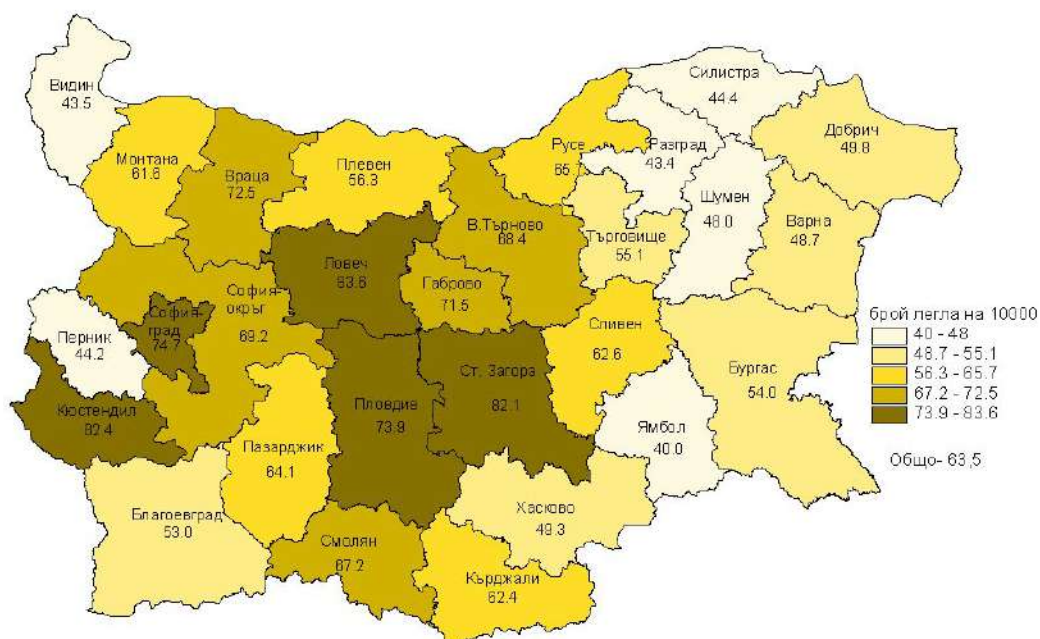 Видин
43.5
Монтана
61.6
Враца
72.5
Плевен
56.3
Русе
65.7
Силистра
44.4
Разград
43.4
Добрич
49.8
Шумен
48.0
Варна
48.7
Търговище
55.1
В.Търново
68.4
Ловеч
83.6
Габрово
71.5
София-
окръг
69.2
София-
град
74.7
Перник
44.2
Кюстендил
82.4
Сливен
62.6
Ст. Загора
82.1
Пловдив
73.9
Пазарджик
64.1
Бургас
54.0
Ямбол
40.0
Благоевград
53.0
Хасково
49.3
Смолян
67.2
Кърджали
62.4
брой легла на 10000
40 - 48
48.7 - 55.1
56.3 - 65.7
67.2 - 72.5
73.9 - 83.6
Общо- 63,5